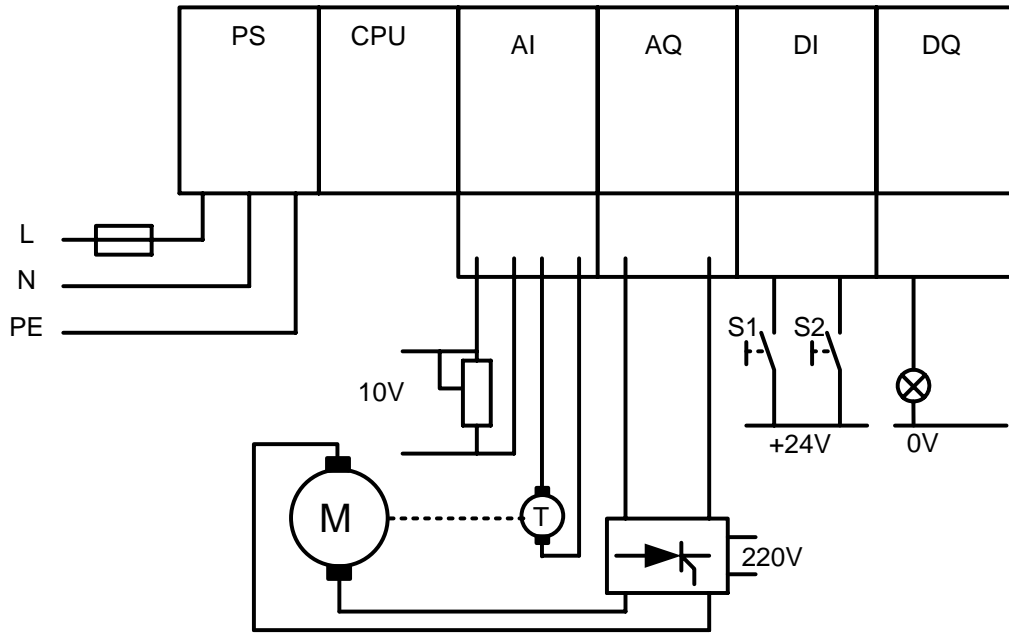 PS CPU AI AQ DI DQ
L
N
PE
S1 S2
10V
+24V 0V
M T
220V